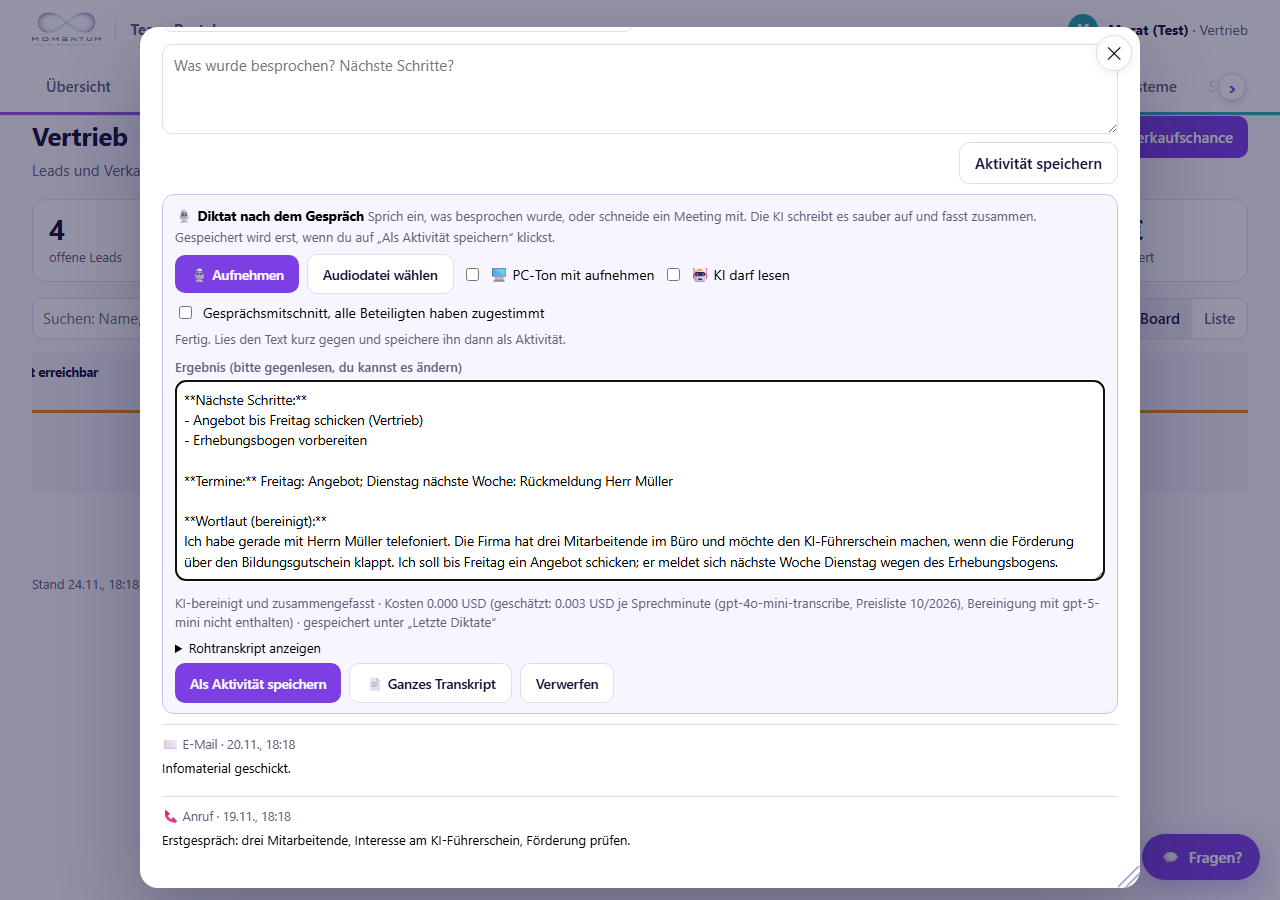 MOMENTUM
(Test) · Vertrieb
Übersicht
steme
›
Vertrieb
erkaufschance
Leads und Verka
4
offene Leads
€
ert
Suchen: Name,
Board
Liste
t erreichbar
Stand 24.11., 18:18
Was wurde besprochen? Nächste Schritte?
Aktivität speichern
Diktat nach dem Gespräch Sprich ein, was besprochen wurde, oder schneide ein Meeting mit. Die KI schreibt es sauber auf und fasst zusammen.
Gespeichert wird erst, wenn du auf „Als Aktivität speichern“ klickst.
Aufnehmen
Audiodatei wählen
PC-Ton mit aufnehmen
KI darf lesen
Gesprächsmitschnitt, alle Beteiligten haben zugestimmt
Fertig. Lies den Text kurz gegen und speichere ihn dann als Aktivität.
Ergebnis (bitte gegenlesen, du kannst es ändern)
**Nächste Schritte:**
- Angebot bis Freitag schicken (Vertrieb)
- Erhebungsbogen vorbereiten
**Termine:** Freitag: Angebot; Dienstag nächste Woche: Rückmeldung Herr Müller
**Wortlaut (bereinigt):**
Ich habe gerade mit Herrn Müller telefoniert. Die Firma hat drei Mitarbeitende im Büro und möchte den KI-Führerschein machen, wenn die Förderung
über den Bildungsgutschein klappt. Ich soll bis Freitag ein Angebot schicken; er meldet sich nächste Woche Dienstag wegen des Erhebungsbogens.
KI-bereinigt und zusammengefasst · Kosten 0.000 USD (geschätzt: 0.003 USD je Sprechminute (gpt-4o-mini-transcribe, Preisliste 10/2026), Bereinigung mit gpt-5-
mini nicht enthalten) · gespeichert unter „Letzte Diktate“
Rohtranskript anzeigen
Als Aktivität speichern
Ganzes Transkript
Verwerfen
E-Mail · 20.11., 18:18
Infomaterial geschickt.
Anruf · 19.11., 18:18
Erstgespräch: drei Mitarbeitende, Interesse am KI-Führerschein, Förderung prüfen.
Fragen?